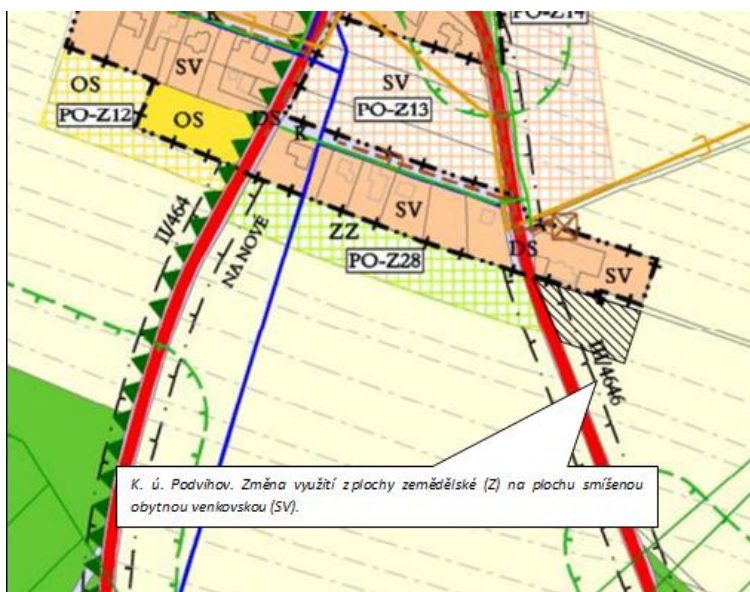 PO-Z14
K
SV
OS
SV
PO-Z12
PO-Z13
OS
DS
K
II/464
NA NOVÉ
SV
ZZ
PO-Z28
DS
SV
III/4646
K. ú. Podvihov. Změna využití z plochy zemědělské (Z) na plochu smíšenou
obytnou venkovskou (SV).